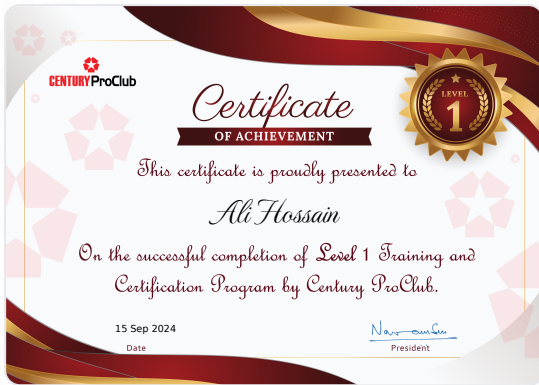 CENTURY ProClub
Certificate
OF ACHIEVEMENT
LEVEL
1
This certificate is proudly presented to
Ali Hossain
On the successful completion of Level 1 Training and
Certification Program by Century ProClub.
15 Sep 2024
Date
President